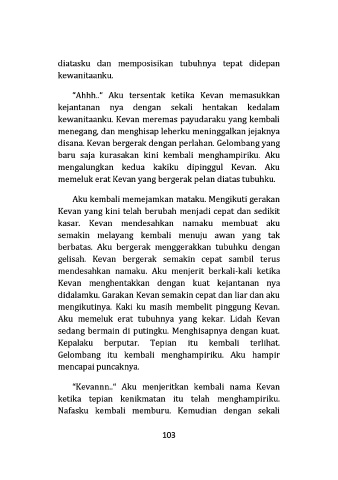 diatasku dan memposisikan tubuhnya tepat didepan
kewanitaanku.
"Ahhh.." Aku tersentak ketika Kevan memasukkan
kejantanan nya dengan sekali hentakan kedalam
kewanitaanku. Kevan meremas payudaraku yang kembali
menegang, dan menghisap leherku meninggalkan jejaknya
disana. Kevan bergerak dengan perlahan. Gelombang yang
baru saja kurasakan kini kembali menghampiriku. Aku
mengalungkan kedua kakiku dipinggul Kevan. Aku
memeluk erat Kevan yang bergerak pelan diatas tubuhku.
Aku kembali memejamkan mataku. Mengikuti gerakan
Kevan yang kini telah berubah menjadi cepat dan sedikit
kasar. Kevan mendesahkan namaku membuat aku
semakin melayang kembali menuju awan yang tak
berbatas. Aku bergerak menggerakkan tubuhku dengan
gelisah. Kevan bergerak semakin cepat sambil terus
mendesahkan namaku. Aku menjerit berkali-kali ketika
Kevan menghentakkan dengan kuat kejantanan nya
didalamku. Garakan Kevan semakin cepat dan liar dan aku
mengikutinya. Kaki ku masih membelit pinggung Kevan.
Aku memeluk erat tubuhnya yang kekar. Lidah Kevan
sedang bermain di putingku. Menghisapnya dengan kuat.
Kepalaku berputar. Tepian itu kembali terlihat.
Gelombang itu kembali menghampiriku. Aku hampir
mencapai puncaknya.
"Kevannn.." Aku menjeritkan kembali nama Kevan
ketika tepian kenikmatan itu telah menghampiriku.
Nafasku kembali memburu. Kemudian dengan sekali
103